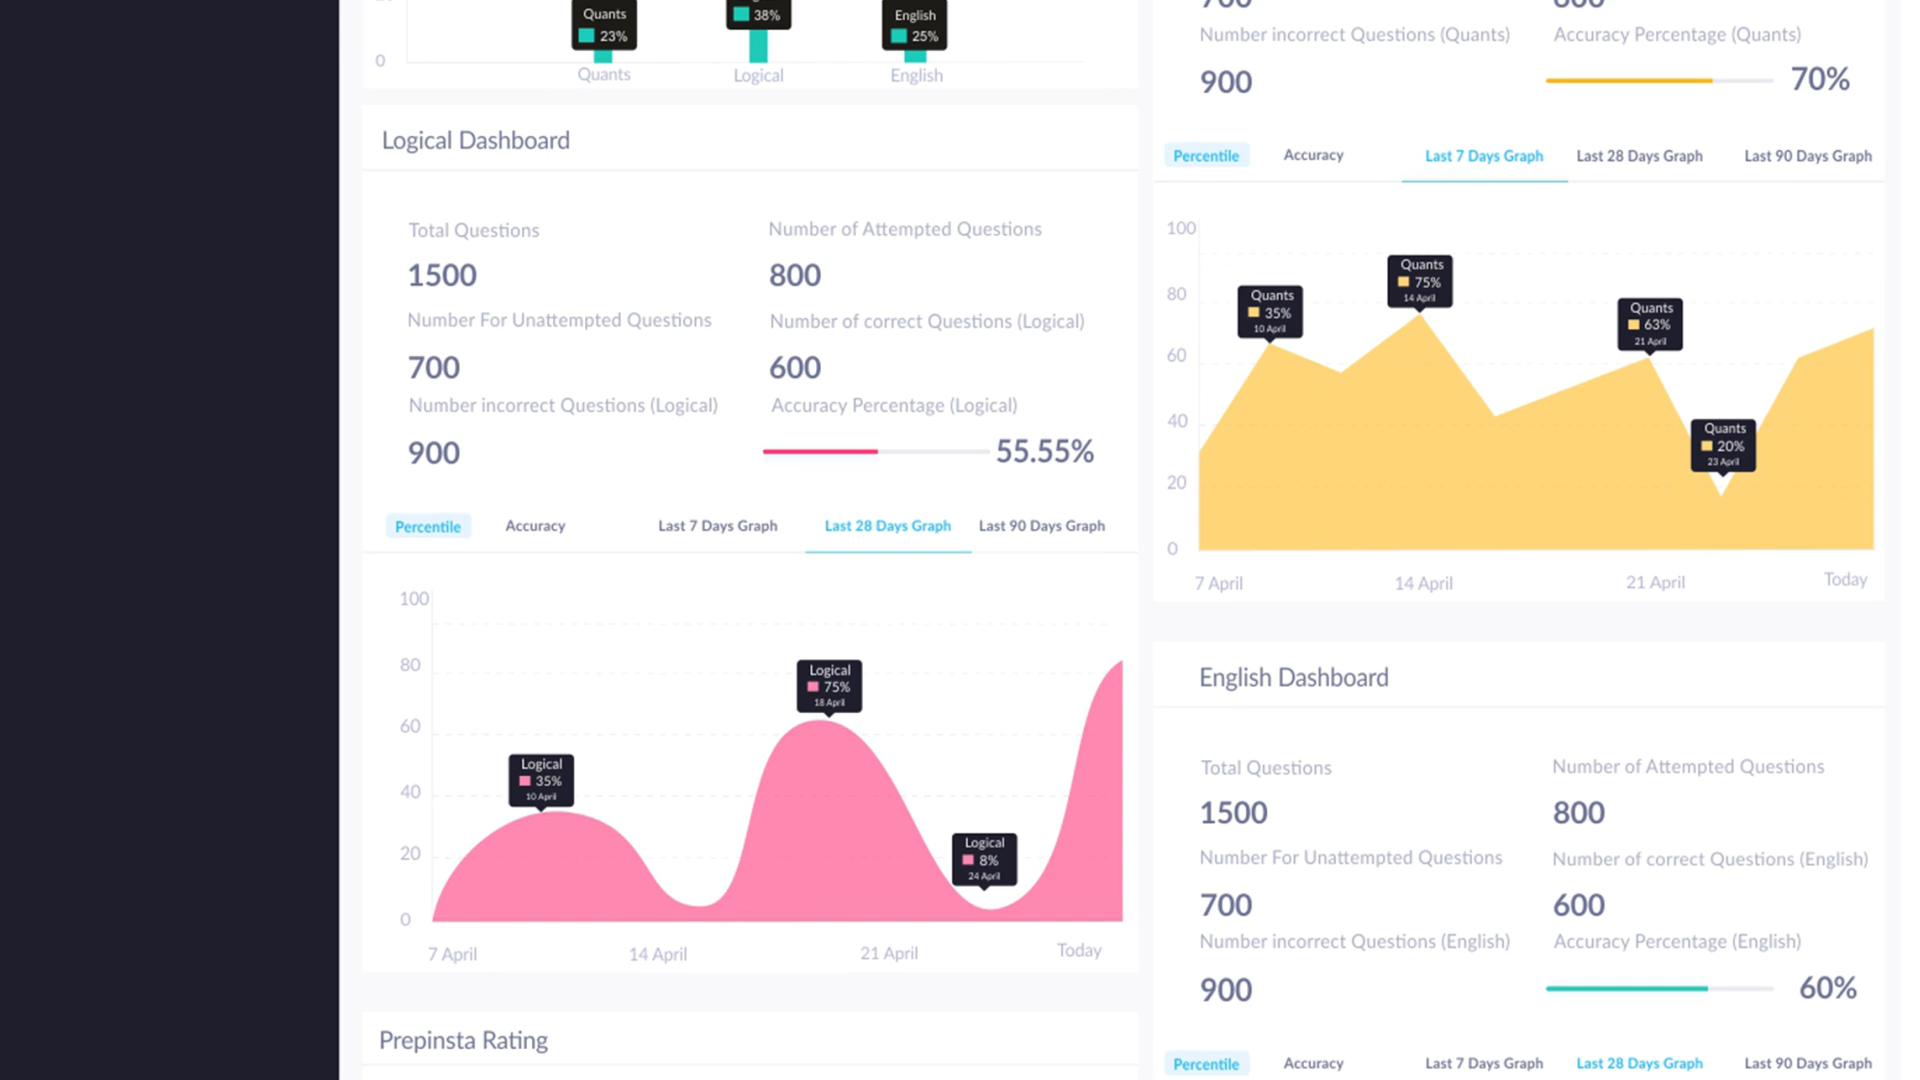 Quants
23%
38%
English
25%
0
Quants
Logical
English
Logical Dashboard
Total Questions
1500
Number of Attempted Questions
800
Number For Unattempted Questions
700
Number of correct Questions (Logical)
600
Number incorrect Questions (Logical)
900
Accuracy Percentage (Logical)
55.55%
Percentile
Accuracy
Last 7 Days Graph
Last 28 Days Graph
Last 90 Days Graph
100
80
60
40
20
0
Logical
35%
10 April
Logical
75%
18 April
Logical
8%
24 April
7 April
14 April
21 April
Today
Prepinsta Rating
700
600
Number incorrect Questions (Quants)
900
Accuracy Percentage (Quants)
70%
Percentile
Accuracy
Last 7 Days Graph
Last 28 Days Graph
Last 90 Days Graph
100
80
60
40
20
0
Quants
35%
10 April
Quants
75%
14 April
Quants
63%
21 April
Quants
20%
23 April
7 April
14 April
21 April
Today
English Dashboard
Total Questions
1500
Number of Attempted Questions
800
Number For Unattempted Questions
700
Number of correct Questions (English)
600
Number incorrect Questions (English)
900
Accuracy Percentage (English)
60%
Percentile
Accuracy
Last 7 Days Graph
Last 28 Days Graph
Last 90 Days Graph